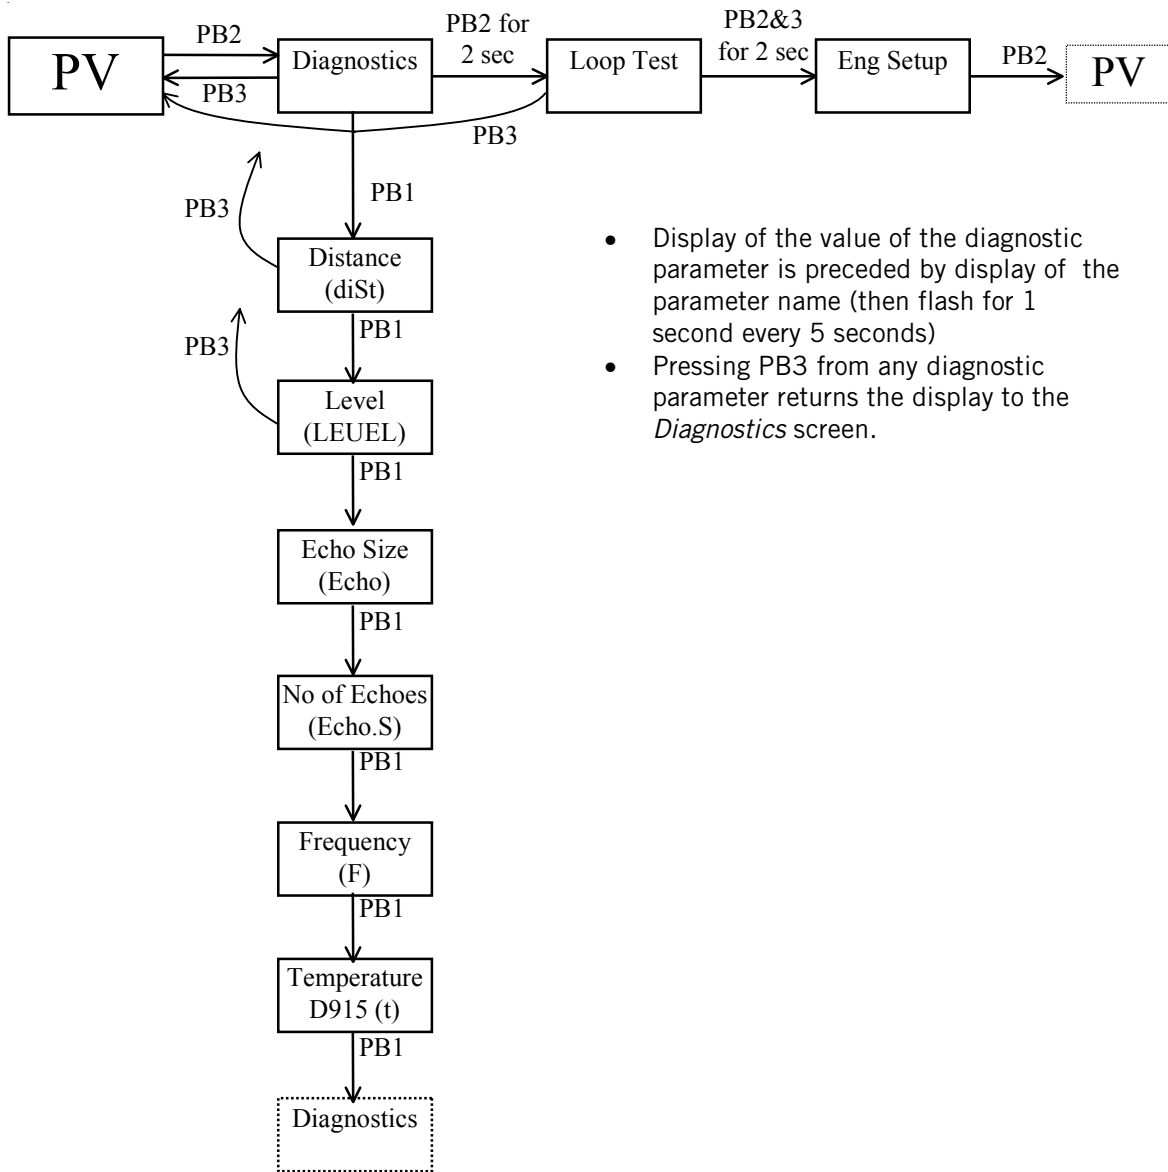 PV
PB2
PB3
Diagnostics
PB2 for
2 sec
Loop Test
PB2&3
for 2 sec
Eng Setup
PB2
PV
PB3
PB1
PB3
Distance
(diSt)
PB1
PB3
Level
(LEUEL)
PB1
Echo Size
(Echo)
PB1
No of Echoes
(Echo.S)
PB1
Frequency
(F)
PB1
Temperature
D915 (t)
PB1
Diagnostics
• Display of the value of the diagnostic
parameter is preceded by display of the
parameter name (then flash for 1
second every 5 seconds)
• Pressing PB3 from any diagnostic
parameter returns the display to the
Diagnostics screen.